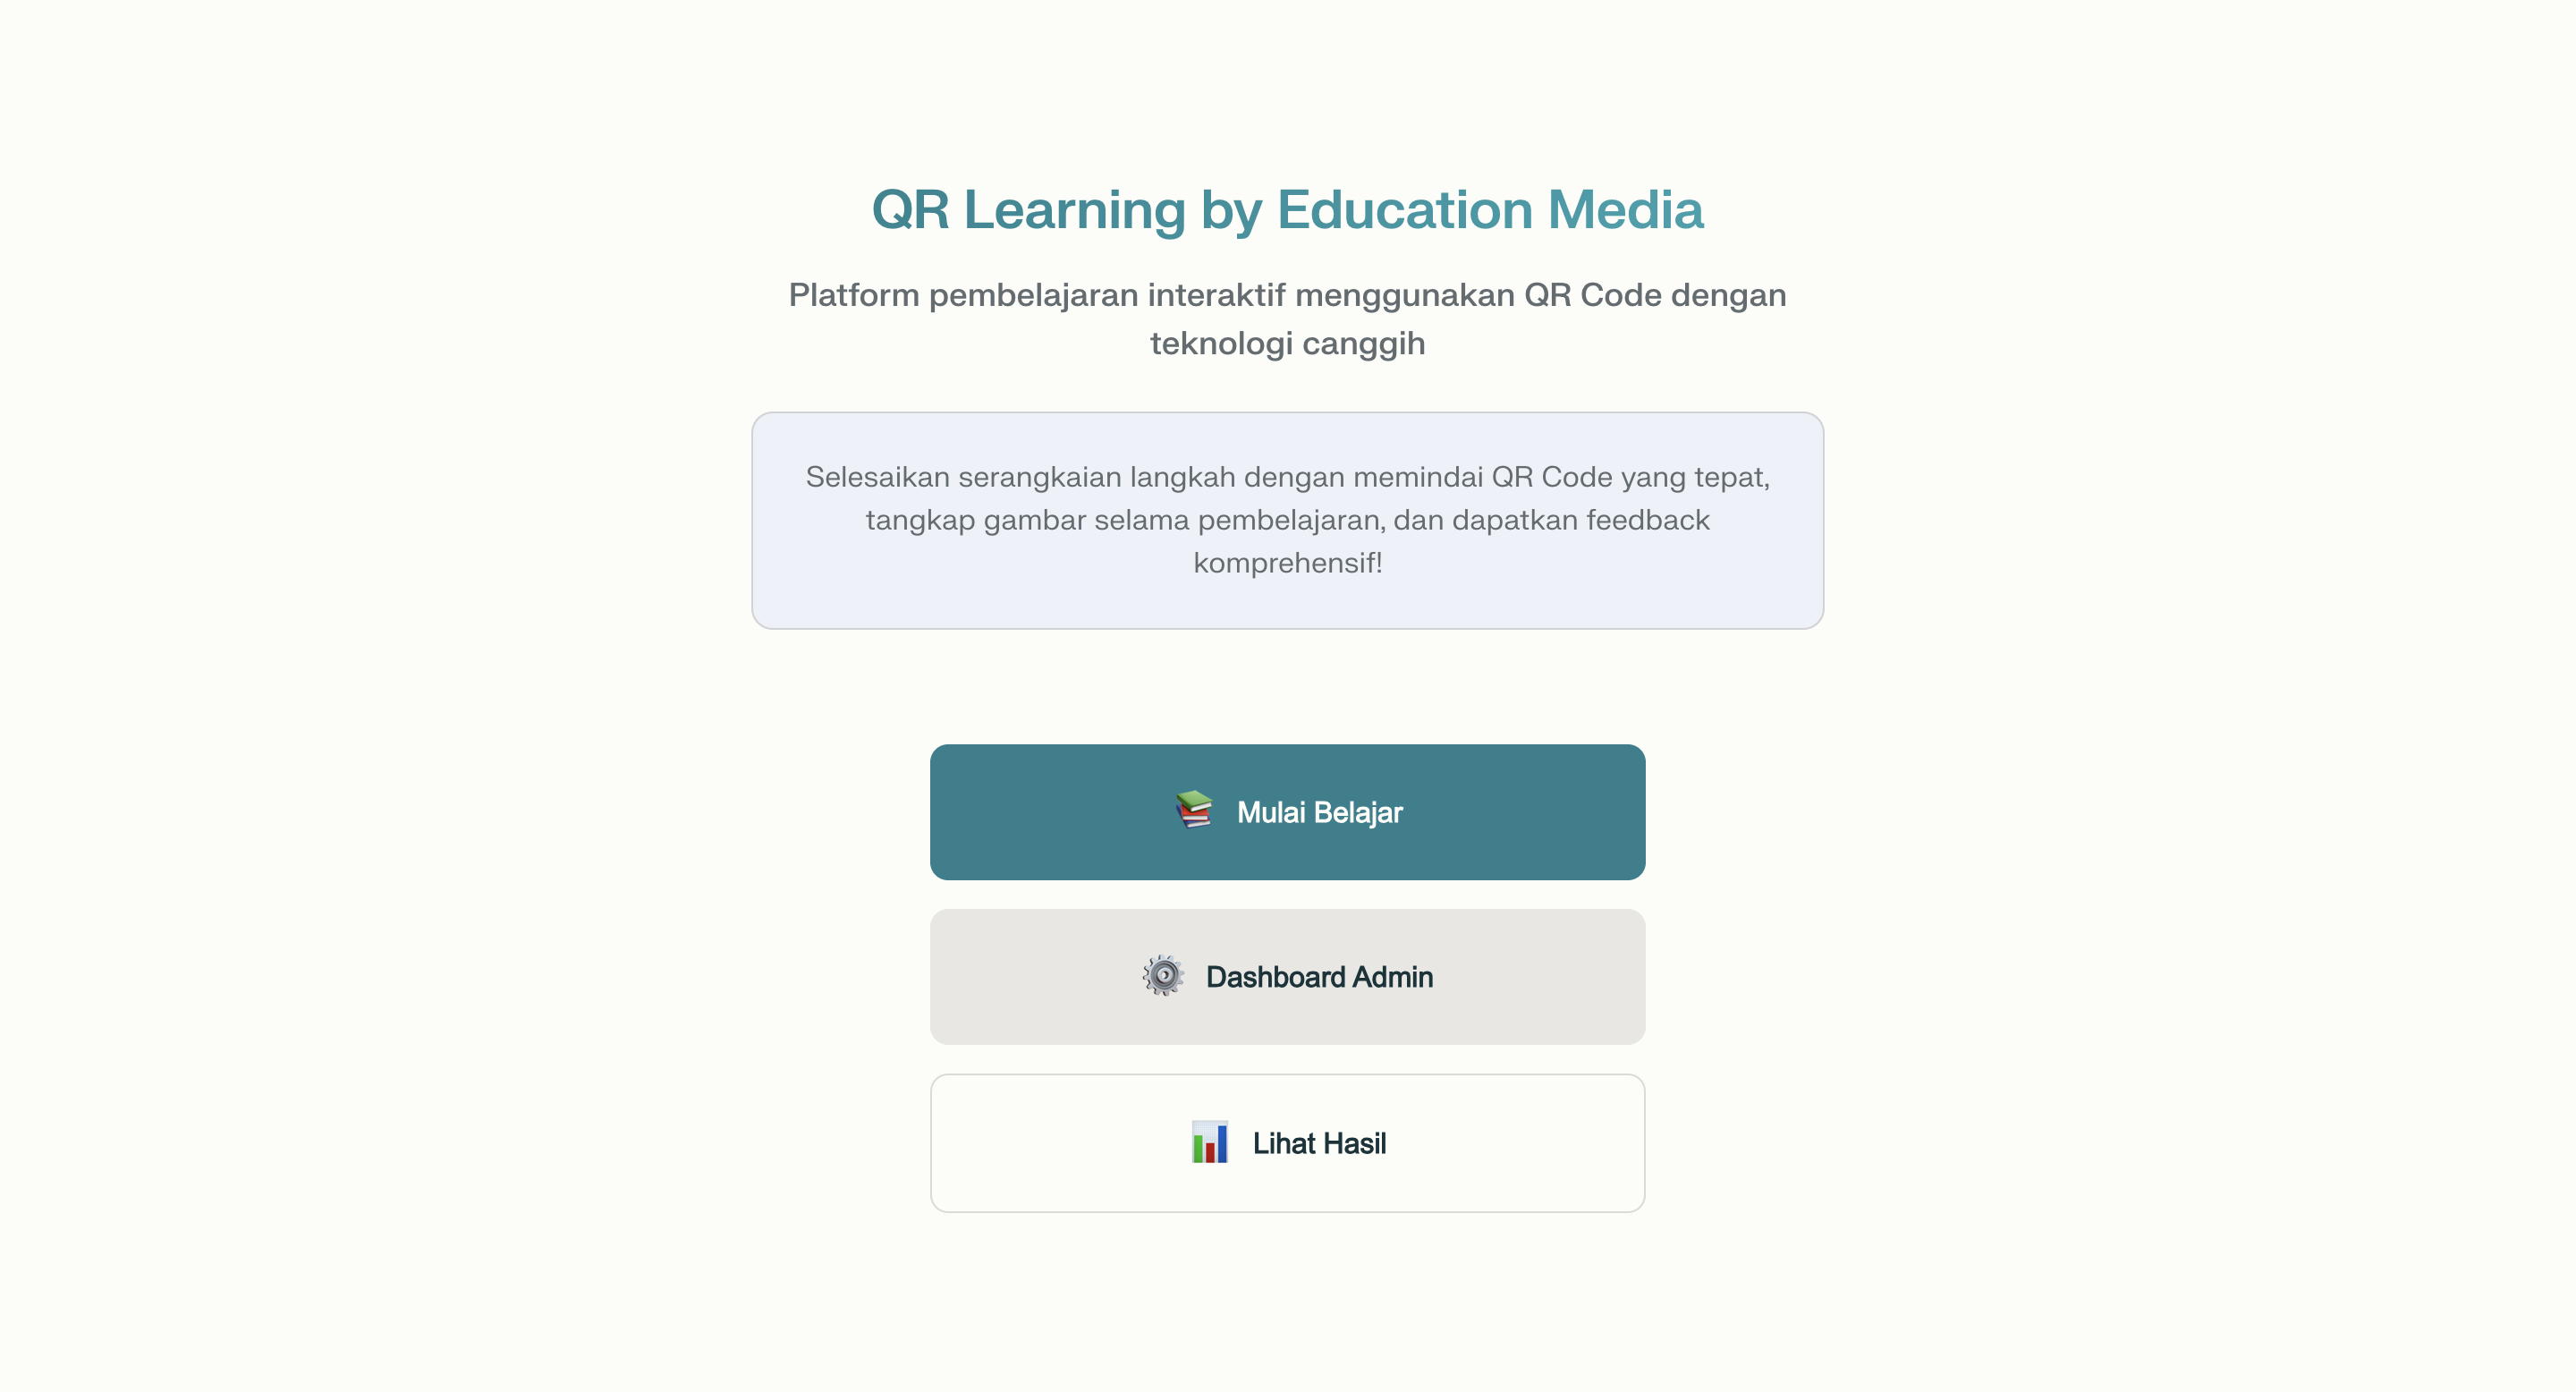 QR Learning by Education Media
Platform pembelajaran interaktif menggunakan QR Code dengan
teknologi canggih
Selesaikan serangkaian langkah dengan memindai QR Code yang tepat,
tangkap gambar selama pembelajaran, dan dapatkan feedback
komprehensif!
Mulai Belajar
Dashboard Admin
Lihat Hasil